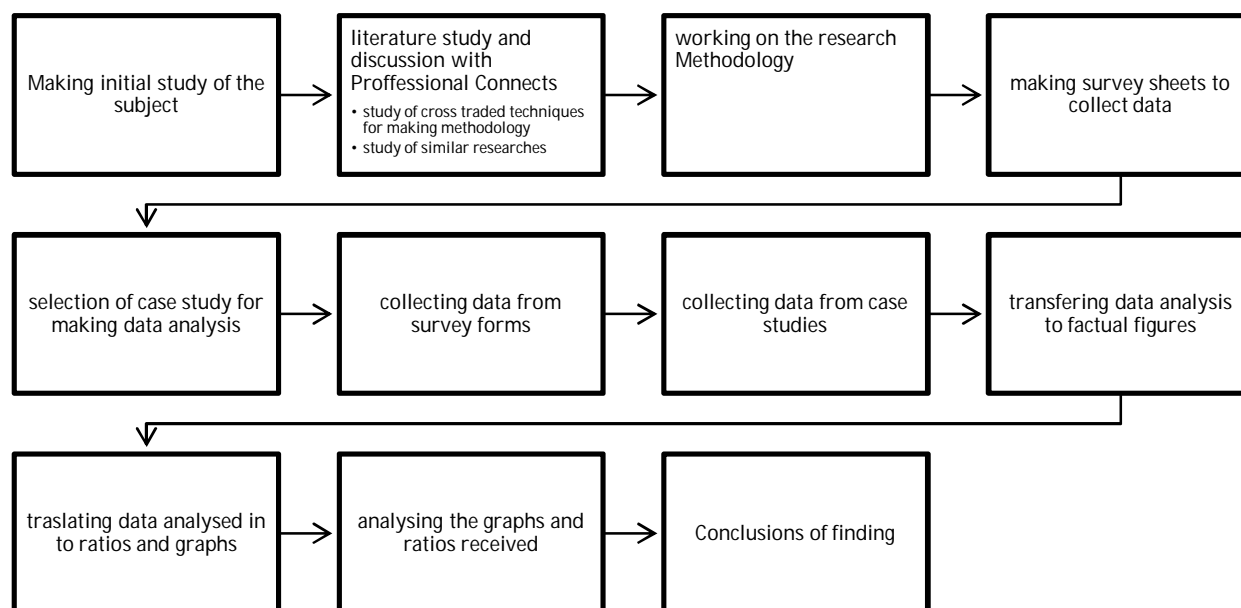 Making initial study of the
subject
literature study and
discussion with
Proffessional Connects
• study of cross traded techniques
for making methodology
• study of similar researches
working on the research
Methodology
making survey sheets to
collect data
selection of case study for
making data analysis
collecting data from
survey forms
collecting data from case
studies
transfering data analysis
to factual figures
traslating data analysed in
to ratios and graphs
analysing the graphs and
ratios received
Conclusions of finding